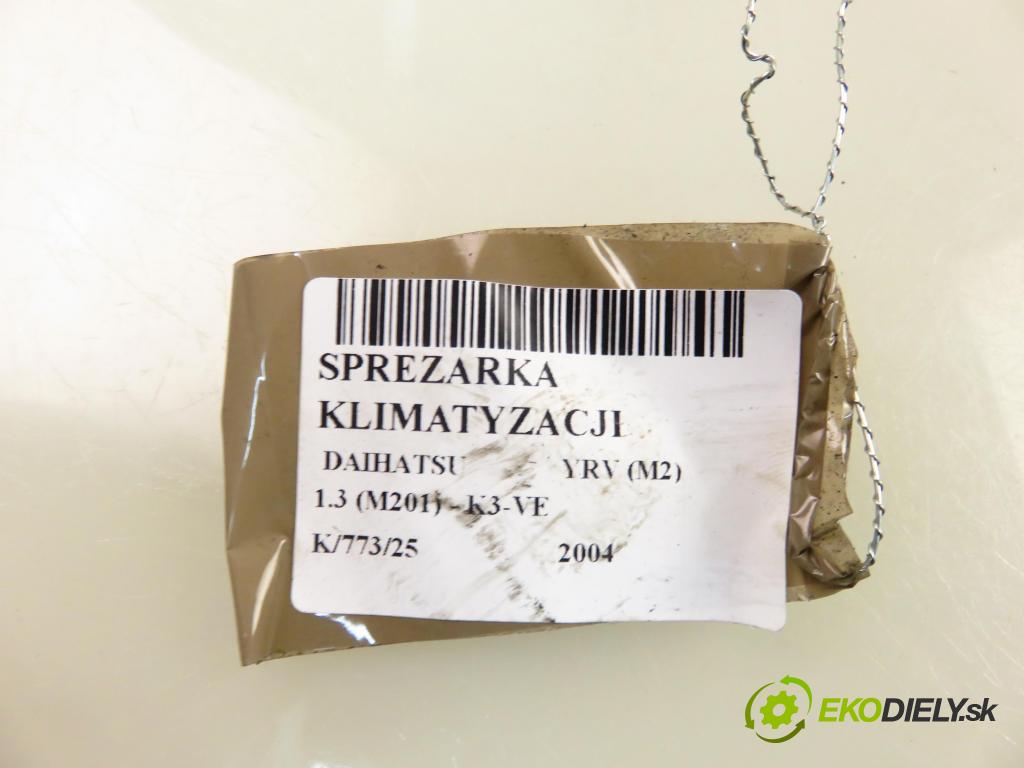 SPREZARKA
KLIMATYZACJI
DAIHATSU - YRV (M2)
1.3 (M201) - K3-VE
K/773/25 2004
EKODIELY.sk